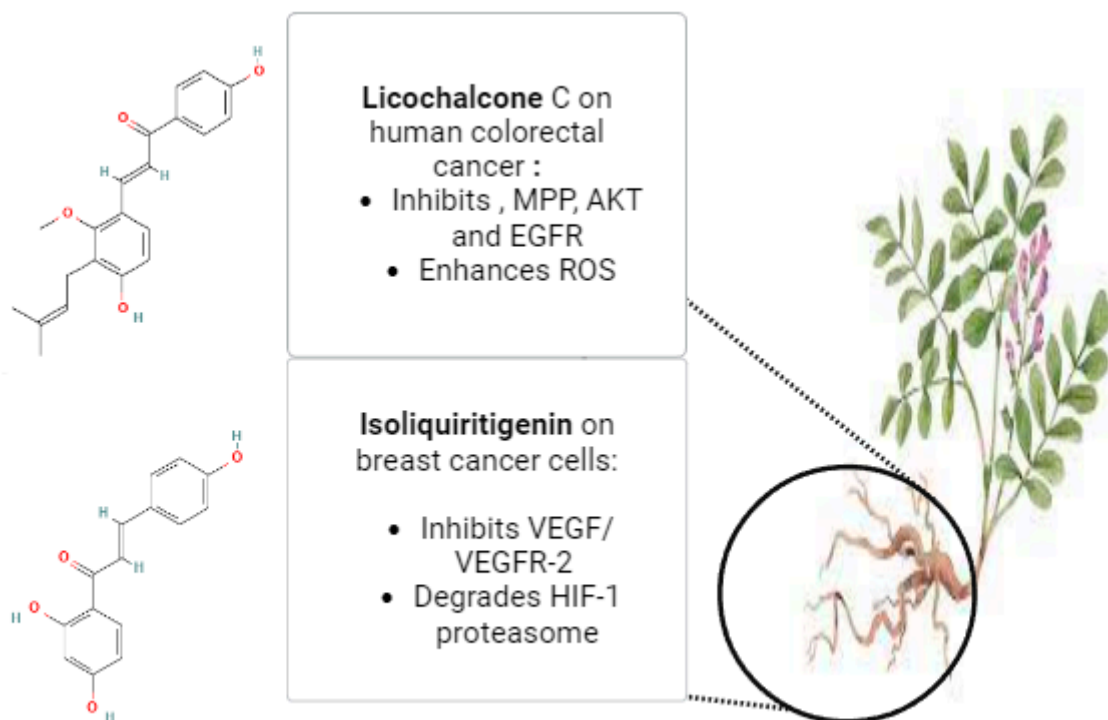 Licochalcone C on
human colorectal
cancer :
• Inhibits , MPP, AKT
and EGFR
• Enhances ROS
Isoliquiritigenin on
breast cancer cells:
• Inhibits VEGF/
VEGFR-2
• Degrades HIF-1
proteasome
H
O
O
H
H
O
O
H
H
O
H
O
H
O
H
O
H